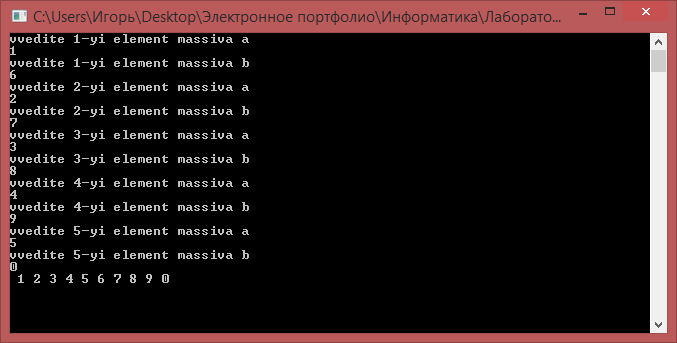 C:\Users\Игорь\Desktop\Электронное портфолио\Информатика\Лаборато...
vvedite 1-yi element massiva a
1
vvedite 1-yi element massiva b
6
vvedite 2-yi element massiva a
2
vvedite 2-yi element massiva b
7
vvedite 3-yi element massiva a
3
vvedite 3-yi element massiva b
8
vvedite 4-yi element massiva a
4
vvedite 4-yi element massiva b
9
vvedite 5-yi element massiva a
5
vvedite 5-yi element massiva b
0
1 2 3 4 5 6 7 8 9 0